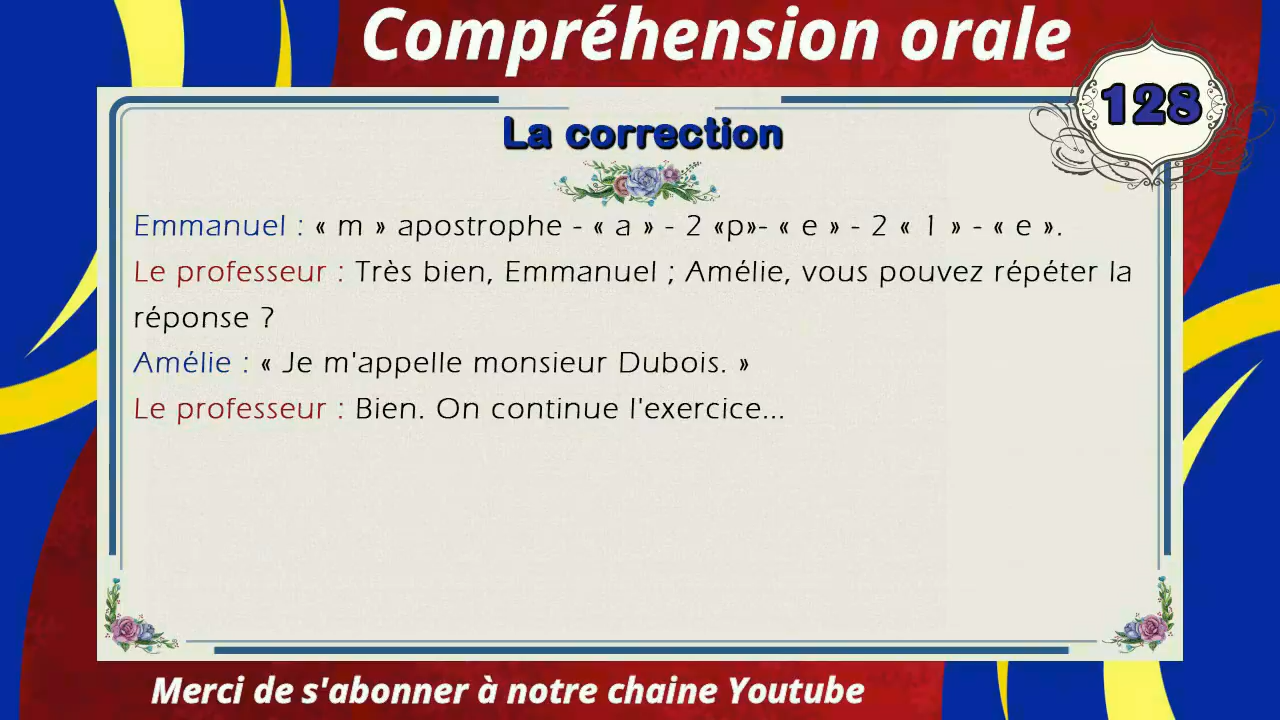 Compréhension orale
128
La correction
Emmanuel : « m » apostrophe - « a » - 2 «p»- « e » - 2 « l » - « e ».
Le professeur : Très bien, Emmanuel ; Amélie, vous pouvez répéter la
réponse ?
Amélie : « Je m'appelle monsieur Dubois. »
Le professeur : Bien. On continue l'exercice...
Merci de s'abonner à notre chaine Youtube